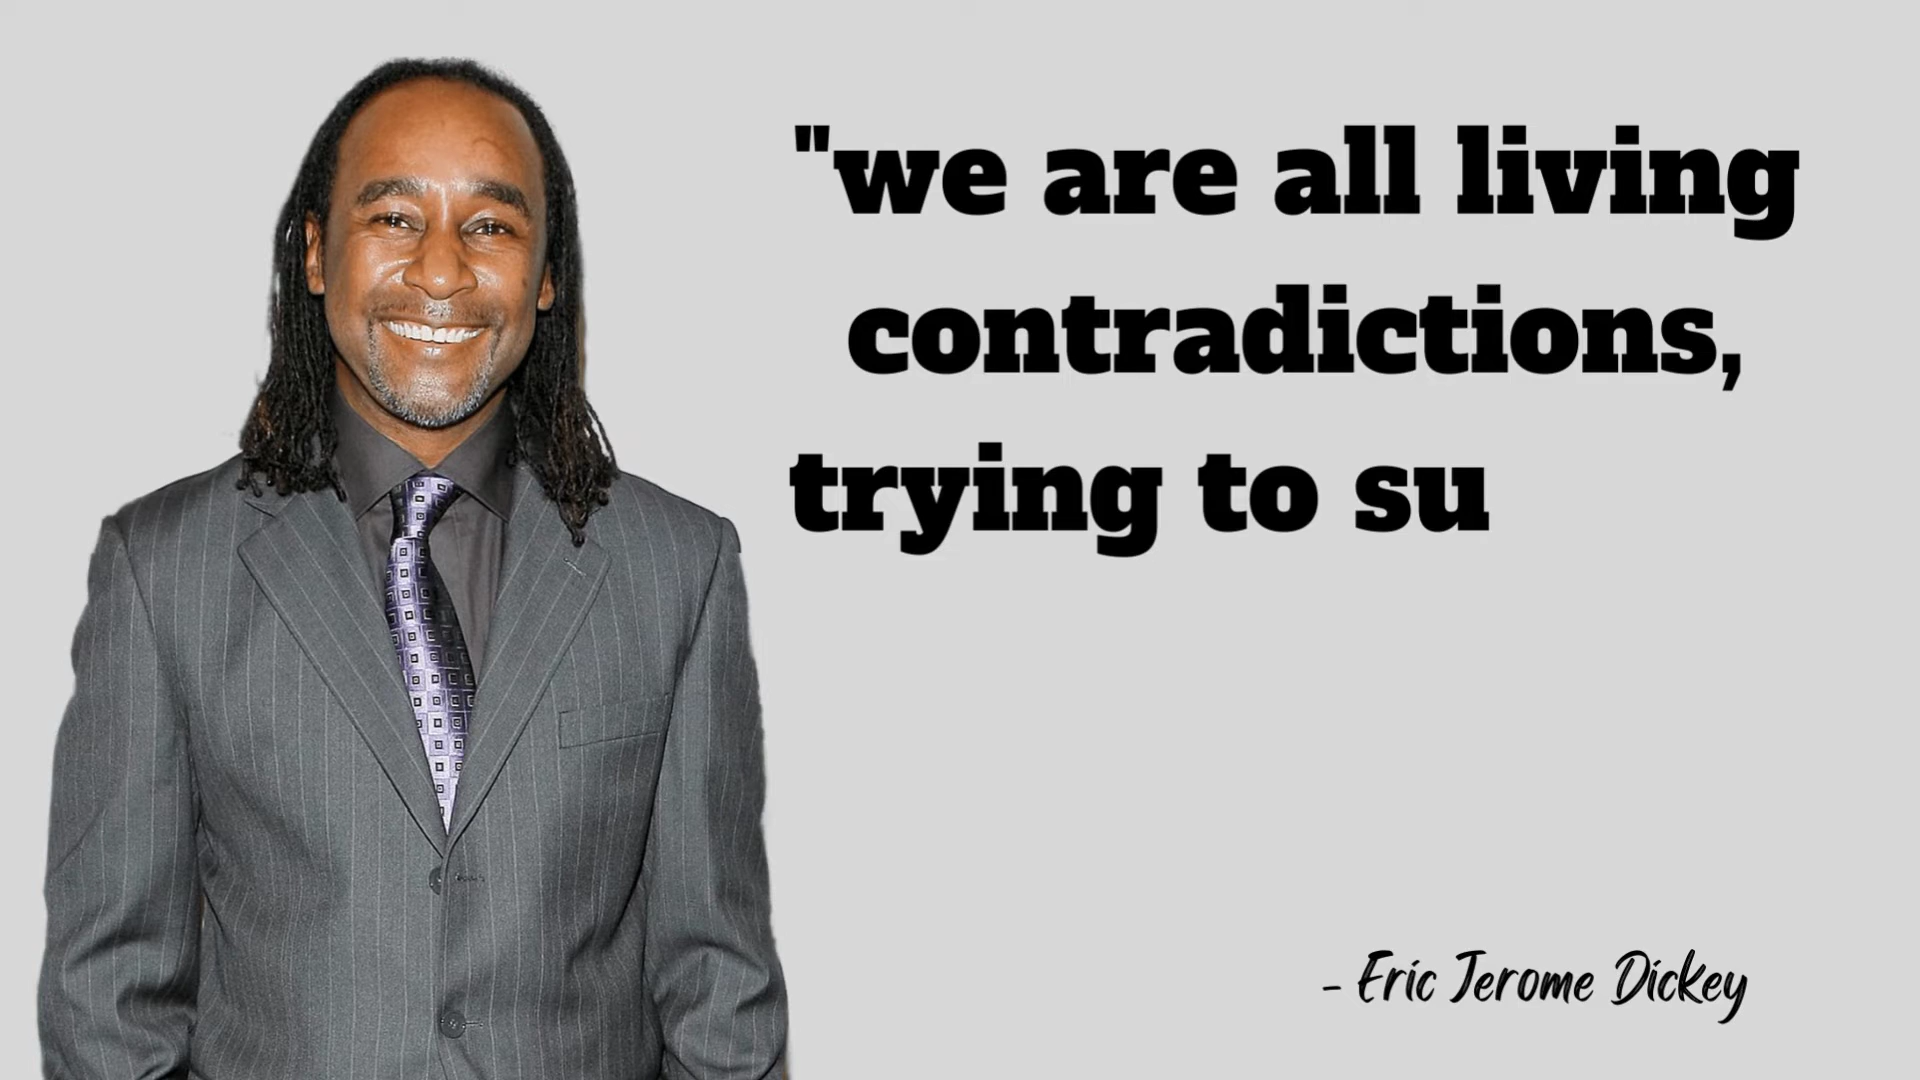 "we are all living
contradictions,
trying to su
- Eric Jerome Dickey